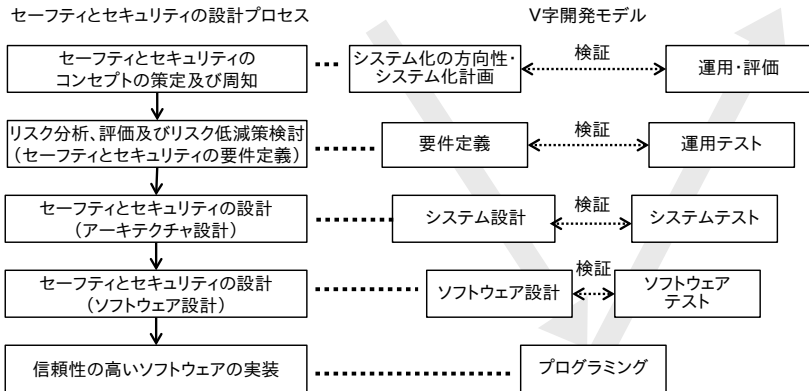 セーフティとセキュリティの設計プロセス
V字開発モデル
セーフティとセキュリティの
コンセプトの策定及び周知
システム化の方向性・
システム化計画
検証
運用・評価
リスク分析、評価及びリスク低減策検討
(セーフティとセキュリティの要件定義)
要件定義
検証
運用テスト
セーフティとセキュリティの設計
(アーキテクチャ設計)
システム設計
検証
システムテスト
セーフティとセキュリティの設計
(ソフトウェア設計)
ソフトウェア設計
検証
ソフトウェア
テスト
信頼性の高いソフトウェアの実装
プログラミング